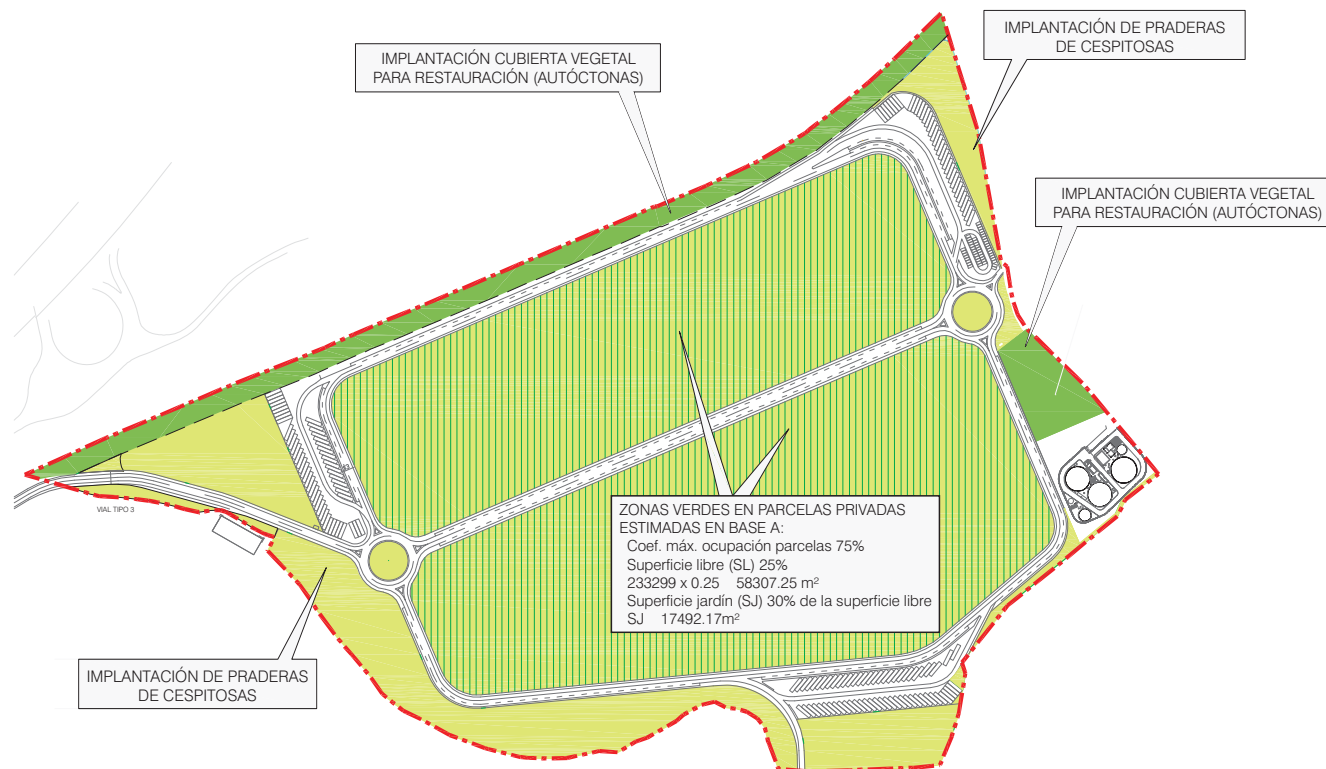 IMPLANTACIÓN DE PRADERAS
DE CESPITOSAS
IMPLANTACIÓN CUBIERTA VEGETAL
PARA RESTAURACIÓN (AUTÓCTONAS)
IMPLANTACIÓN CUBIERTA VEGETAL
PARA RESTAURACIÓN (AUTÓCTONAS)
VIAL TIPO 3
ZONAS VERDES EN PARCELAS PRIVADAS
ESTIMADAS EN BASE A:
Coef. máx. ocupación parcelas 75%
Superficie libre (SL) 25%
233299 x 0.25 58307.25 m²
Superficie jardín (SJ) 30% de la superficie libre
SJ 17492.17m²
IMPLANTACIÓN DE PRADERAS
DE CESPITOSAS